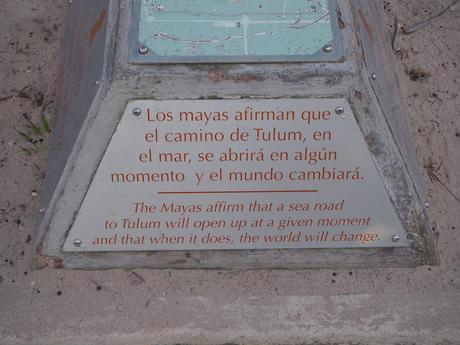 Los mayas afirman que
el camino de Tulum, en
el mar, se abrirá en algún
momento y el mundo cambiará.
The Mayas affirm that a sea road
to Tulum will open up at a given moment
and that when it does, the world will change.